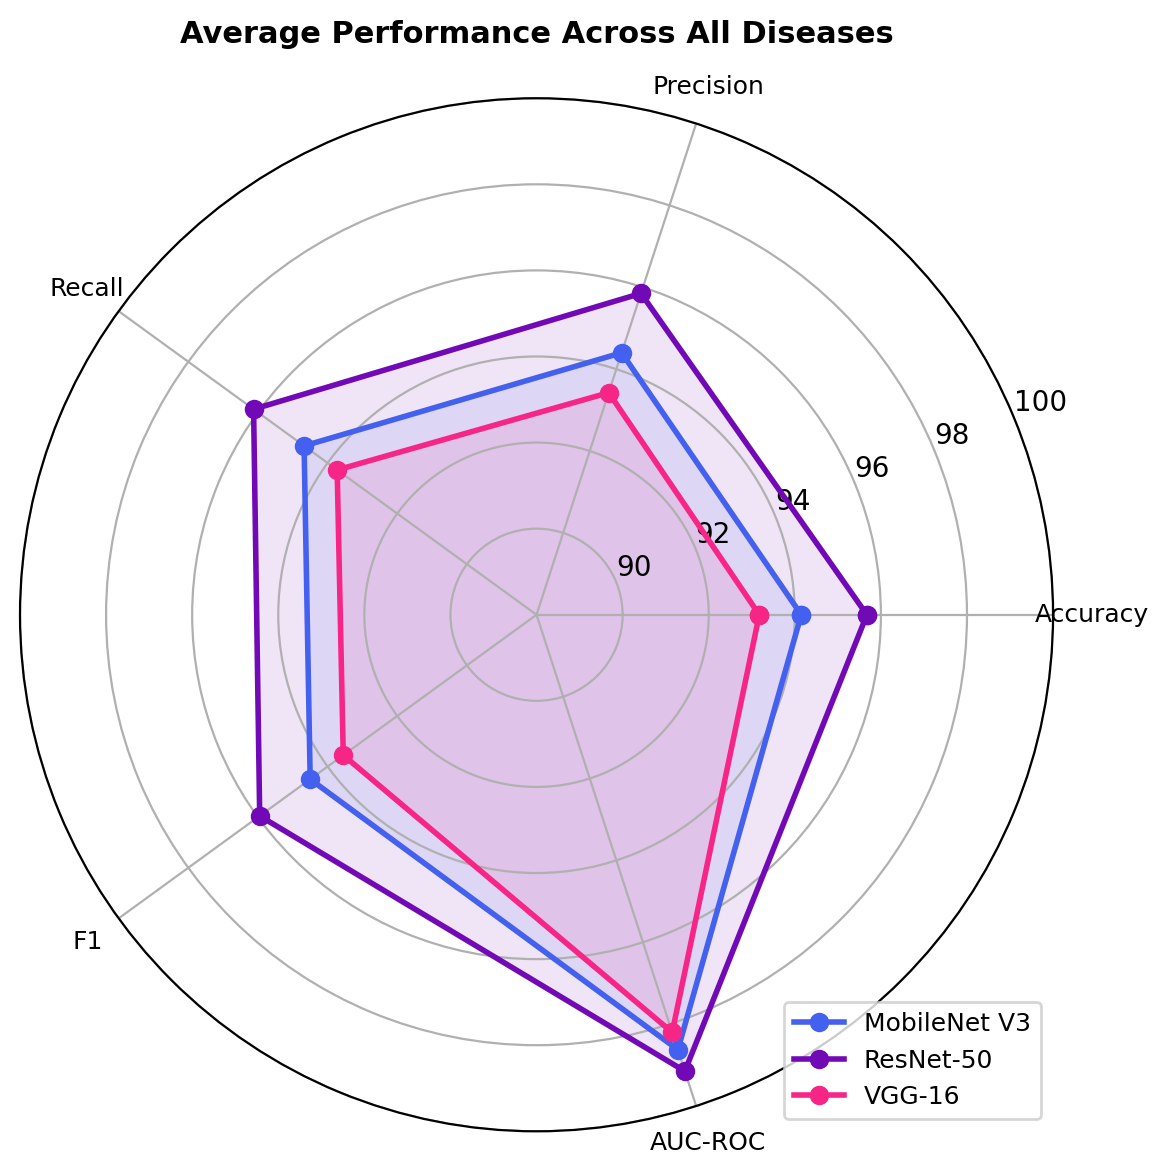 Average Performance Across All Diseases
Precision
Recall
100
98
96
94
92
90
Accuracy
F1
AUC-ROC
MobileNet V3
ResNet-50
VGG-16